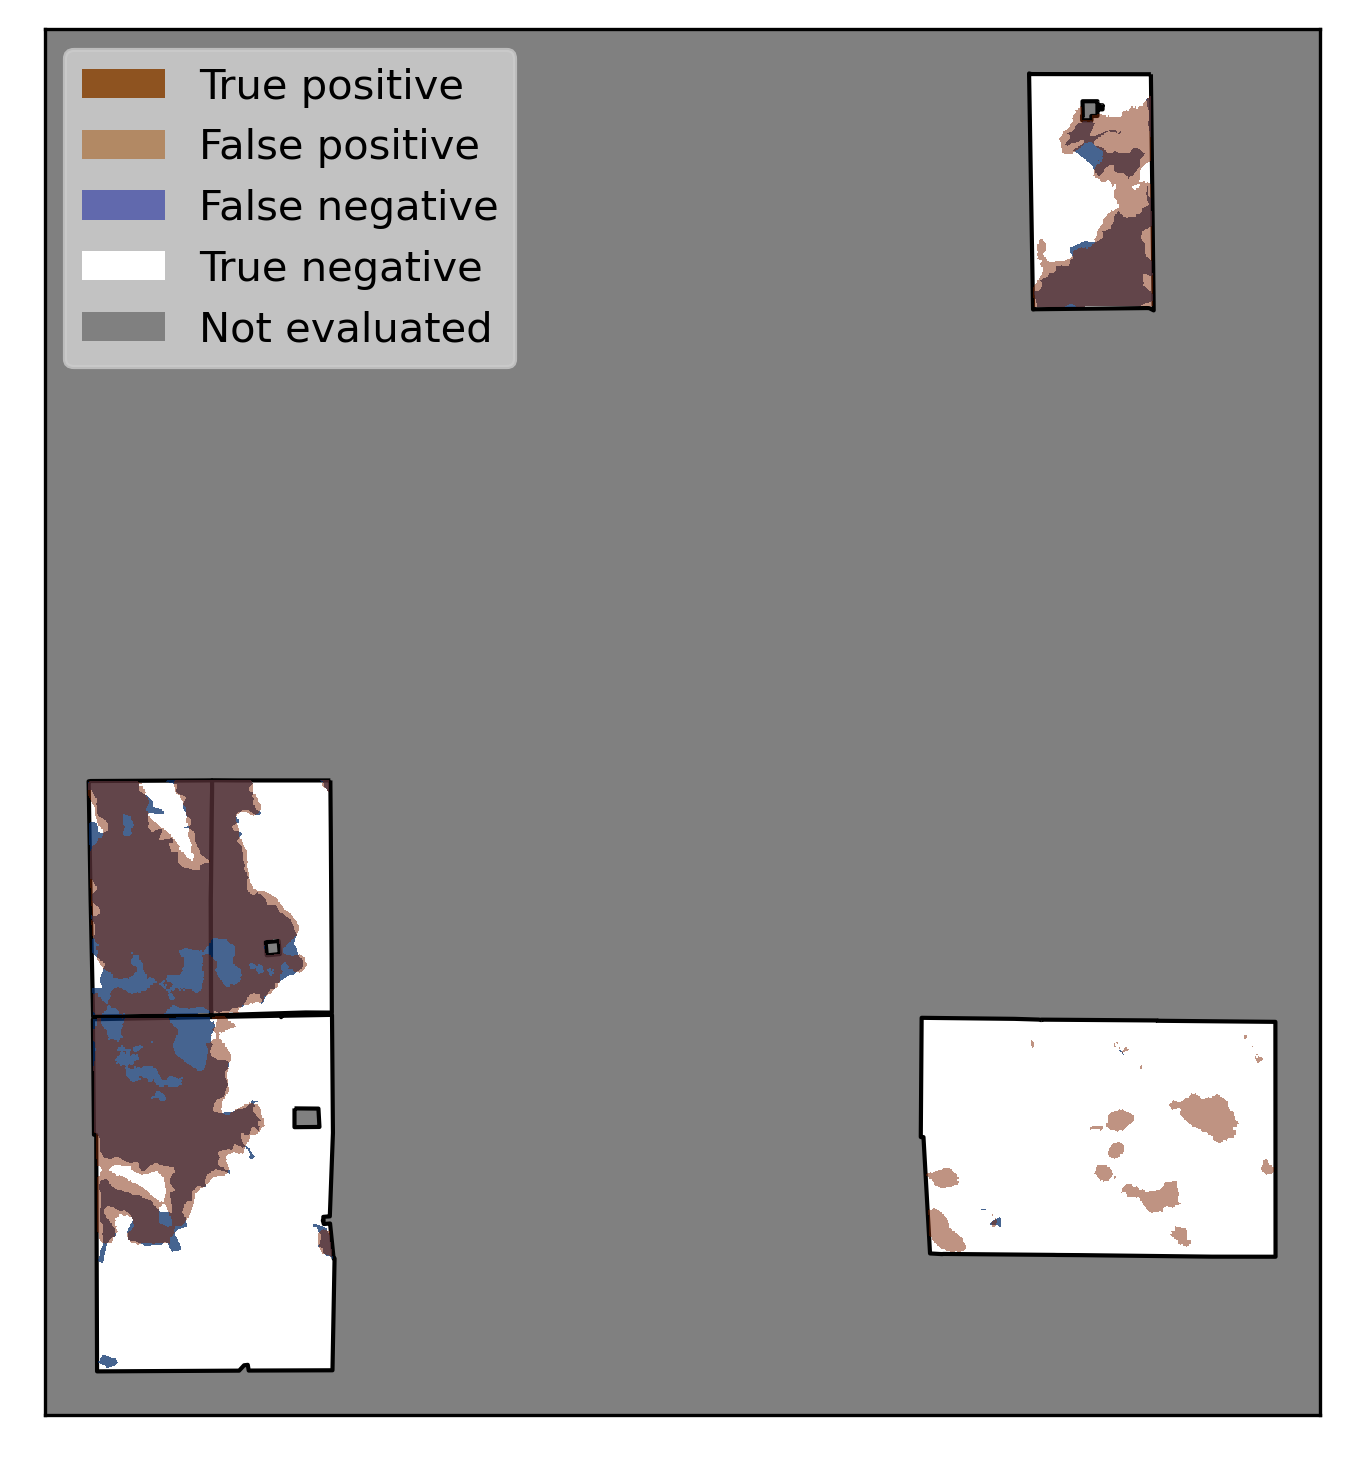 True positive
False positive
False negative
True negative
Not evaluated